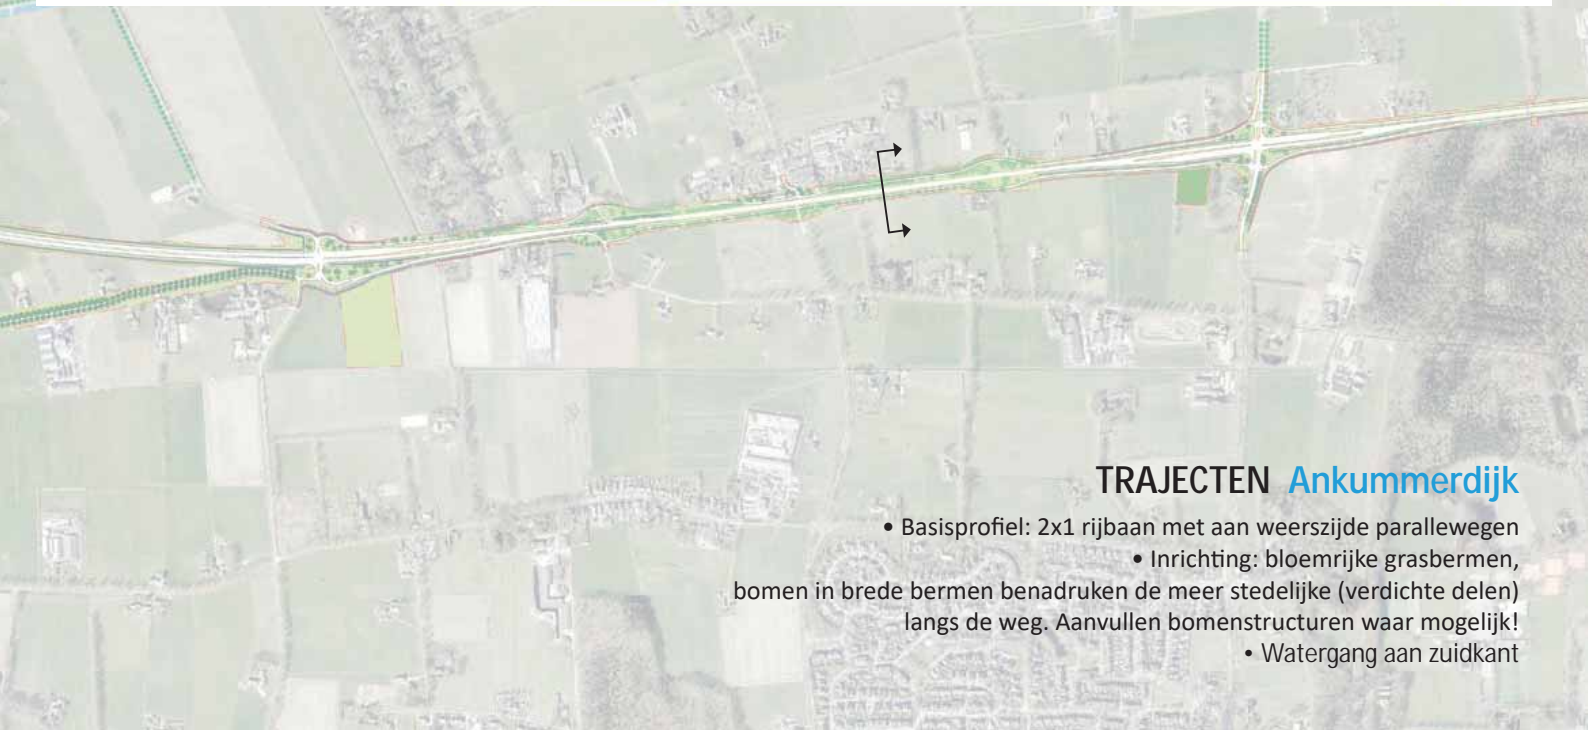 TRAJECTEN Ankummerdijk
• Basisprofiel: 2x1 rijbaan met aan weerszijde parallewegen
• Inrichting: bloemrijke grasbermen,
bomen in brede bermen benadruken de meer stedelijke (verdichte delen)
langs de weg. Aanvullen bomenstructuren waar mogelijk!
• Watergang aan zuidkant